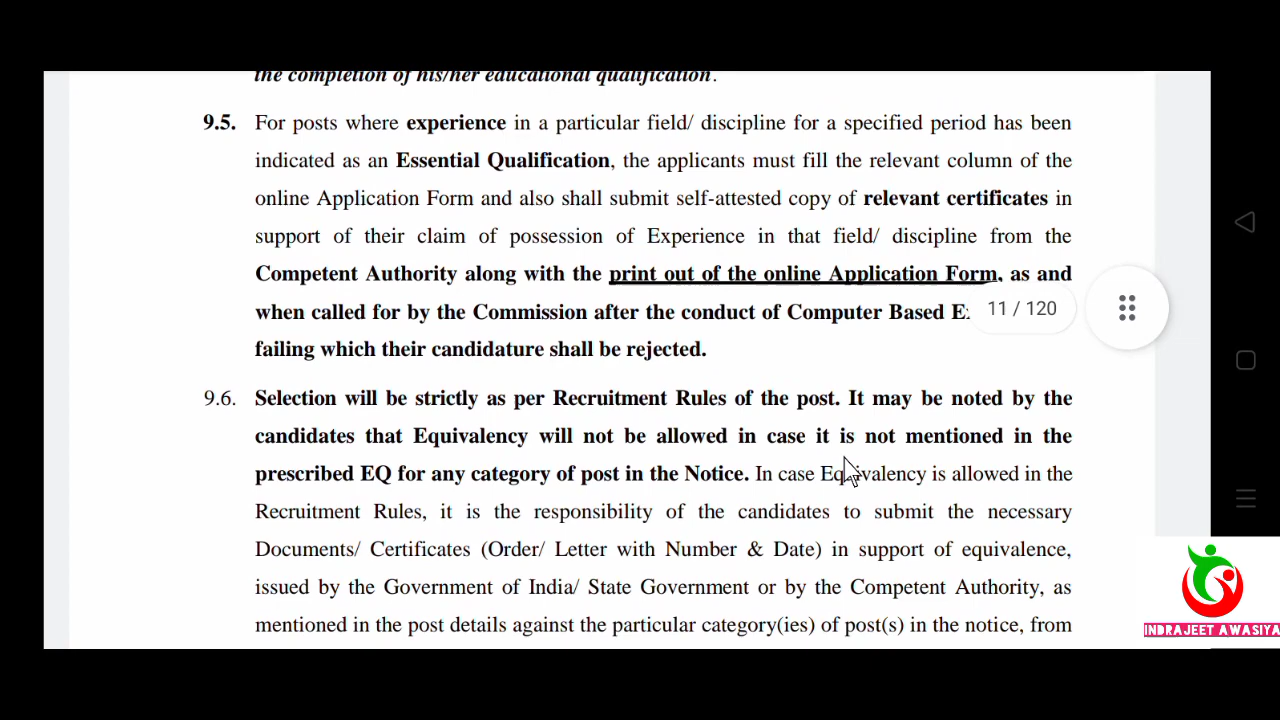 the completion of his/her educational qualification.
9.5. For posts where experience in a particular field/ discipline for a specified period has been
indicated as an Essential Qualification, the applicants must fill the relevant column of the
online Application Form and also shall submit self-attested copy of relevant certificates in
support of their claim of possession of Experience in that field/ discipline from the
Competent Authority along with the print out of the online Application Form, as and
when called for by the Commission after the conduct of Computer Based
11 / 120
failing which their candidature shall be rejected.
9.6. Selection will be strictly as per Recruitment Rules of the post. It may be noted by the
candidates that Equivalency will not be allowed in case it is not mentioned in the
prescribed EQ for any category of post in the Notice. In case Equivalency is allowed in the
Recruitment Rules, it is the responsibility of the candidates to submit the necessary
Documents/ Certificates (Order/ Letter with Number & Date) in support of equivalence,
issued by the Government of India/ State Government or by the Competent Authority, as
mentioned in the post details against the particular category(ies) of post(s) in the notice, from
INDRAJEET AWASIYA